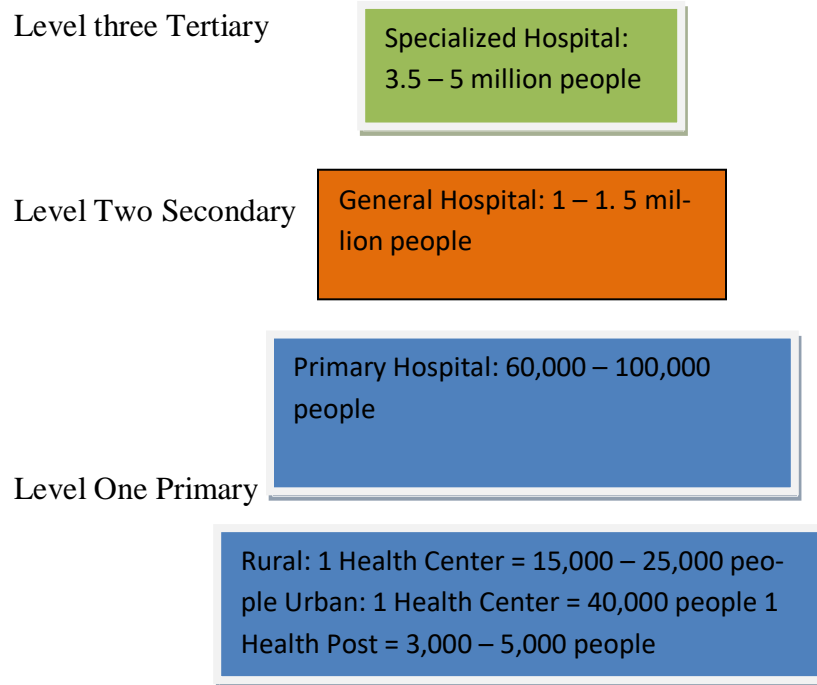 Level three Tertiary
Specialized Hospital:
3.5 – 5 million people
Level Two Secondary
General Hospital: 1 – 1. 5 mil-
lion people
Primary Hospital: 60,000 – 100,000
people
Level One Primary
Rural: 1 Health Center = 15,000 – 25,000 peo-
ple Urban: 1 Health Center = 40,000 people 1
Health Post = 3,000 – 5,000 people